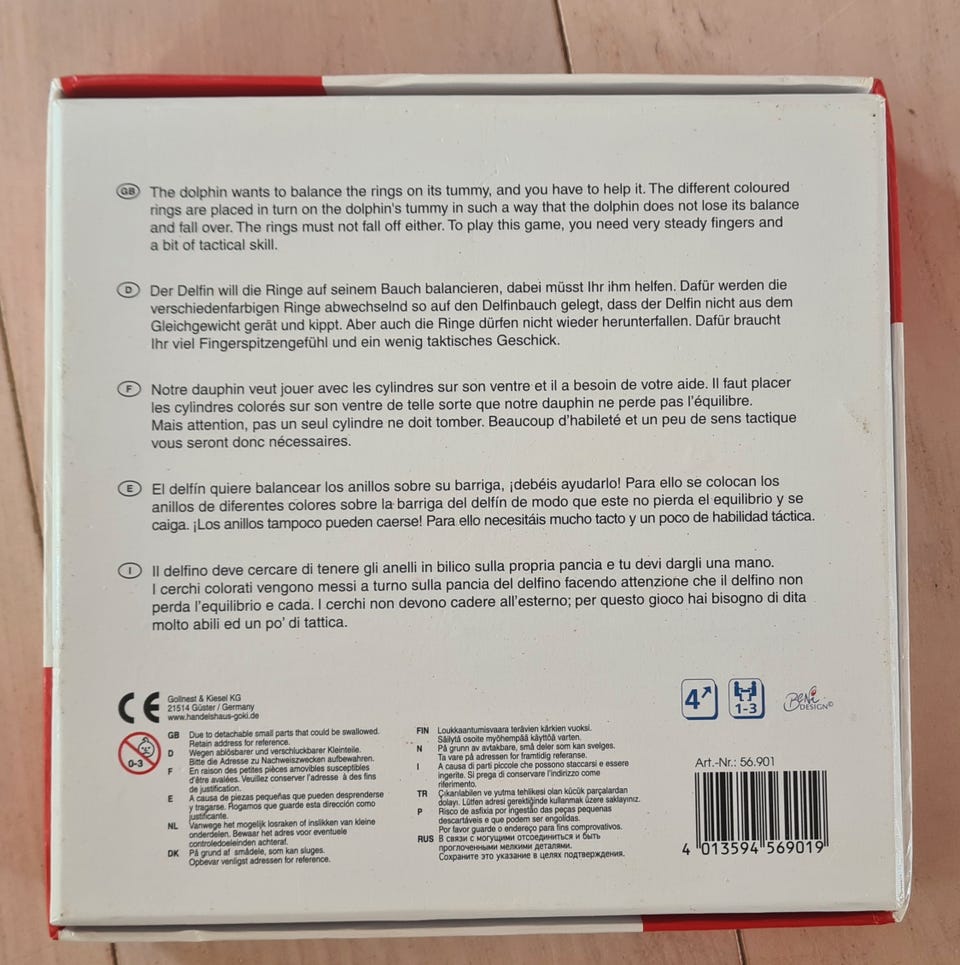 GB The dolphin wants to balance the rings on its tummy, and you have to help it. The different coloured
rings are placed in turn on the dolphin's tummy in such a way that the dolphin does not lose its balance
and fall over. The rings must not fall off either. To play this game, you need very steady fingers and
a bit of tactical skill.
D Der Delfin will die Ringe auf seinem Bauch balancieren, dabei müsst Ihr ihm helfen. Dafür werden die
verschiedenfarbigen Ringe abwechselnd so auf den Delfinbauch gelegt, dass der Delfin nicht aus dem
Gleichgewicht gerät und kippt. Aber auch die Ringe dürfen nicht wieder herunterfallen. Dafür braucht
Ihr viel Fingerspitzengefühl und ein wenig taktisches Geschick.
F Notre dauphin veut jouer avec les cylindres sur son ventre et il a besoin de votre aide. Il faut placer
les cylindres colorés sur son ventre de telle sorte que notre dauphin ne perde pas l'équilibre.
Mais attention, pas un seul cylindre ne doit tomber. Beaucoup d'habileté et un peu de sens tactique
vous seront donc nécessaires.
E El delfín quiere balancear los anillos sobre su barriga, ¡debéis ayudarlo! Para ello se colocan los
anillos de diferentes colores sobre la barriga del delfín de modo que este no pierda el equilibrio y se
caiga. ¡Los anillos tampoco pueden caerse! Para ello necesitáis mucho tacto y un poco de habilidad táctica.
I Il delfino deve cercare di tenere gli anelli in bilico sulla propria pancia e tu devi dargli una mano.
I cerchi colorati vengono messi a turno sulla pancia del delfino facendo attenzione che il delfino non
perda l'equilibrio e cada. I cerchi non devono cadere all'esterno; per questo gioco hai bisogno di dita
molto abili ed un po' di tattica.
CE
Gollnest & Kiesel KG
21514 Güster / Germany
www.handelshaus-goki.de
0-3
GB Due to detachable small parts that could be swallowed.
Retain address for reference.
D Wegen ablösbarer und verschluckbarer Kleinteile.
Bitte die Adresse zu Nachweiszwecken aufbewahren.
F En raison des petites pièces amovibles susceptibles
d'être avalées. Veuillez conserver l'adresse à des fins
de justification.
E A causa de piezas pequeñas que pueden desprenderse
y tragarse. Rogamos que guarde esta dirección como
justificante.
NL Vanwege het mogelijk losraken of inslikken van kleine
onderdelen. Bewaar het adres voor eventuele
controledoeleinden achteraf.
DK På grund af smådele, som kan sluges.
Opbevar venligst adressen for reference.
FIN Loukkaantumisvaara terävien kärkien vuoksi.
Säilytä osoite myöhempää käyttöä varten.
N På grunn av avtakbare, små deler som kan svelges.
Ta vare på adressen for framtidig referanse.
I A causa di parti piccole che possono staccarsi e essere
ingerite. Si prega di conservare l'indirizzo come
riferimento.
TR Çıkarılabilen ve yutma tehlikesi olan küçük parçalardan
dolayı. Lütfen adresi gerektiğinde kullanmak üzere saklayınız.
P Risco de asfixia por ingestão das peças pequenas
descartáveis e que podem ser engolidas.
Por favor guarde o endereço para fins comprovativos.
RUS В связи с могущими отсоединиться и быть
проглоченными мелкими деталями.
Сохраните это указание в целях подтверждения.
4
1-3
BeNi
DESIGN©
Art.-Nr.: 56.901
4 013594 569019